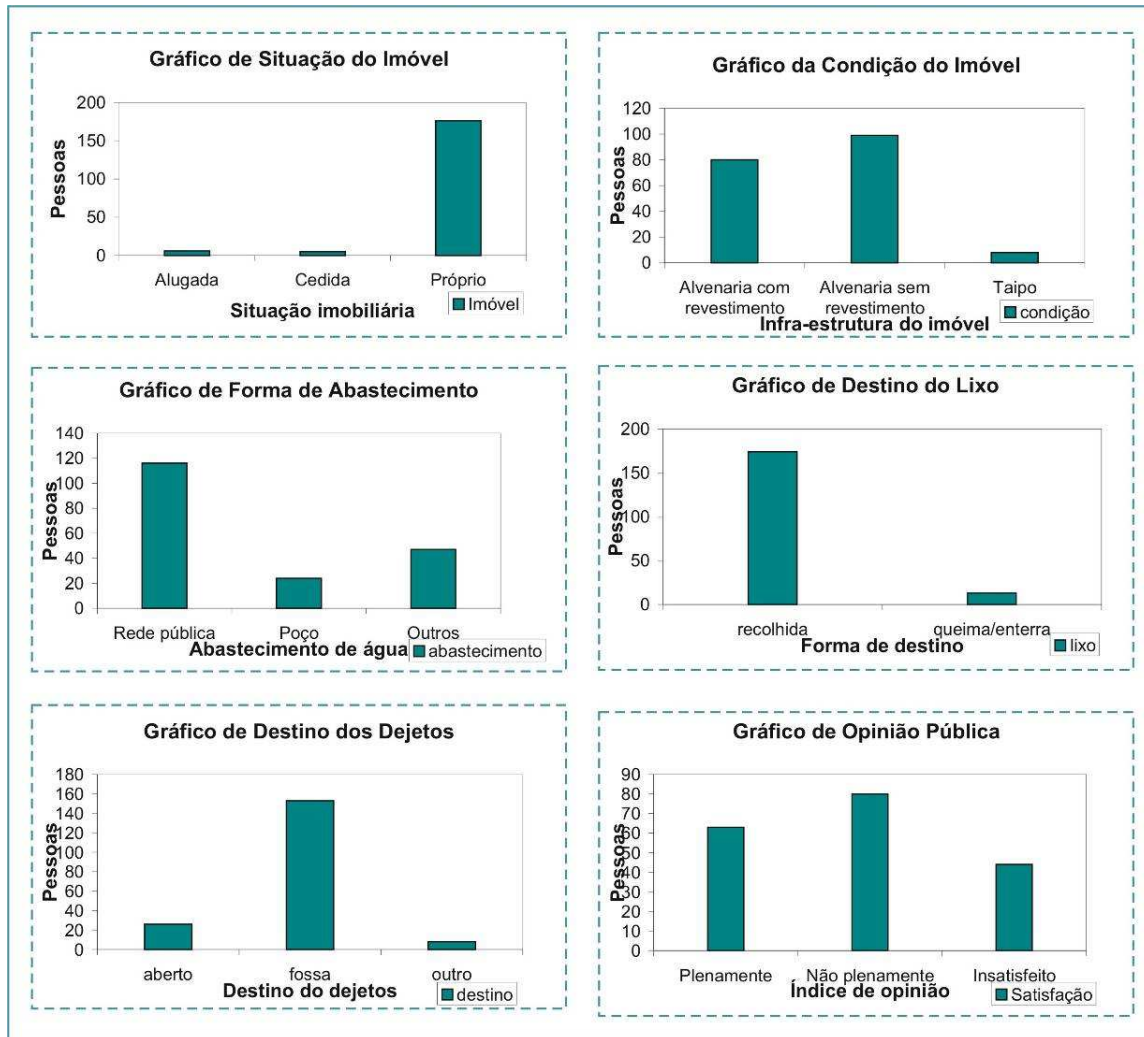 Gráfico de Situação do Imóvel
Pessoas
200
150
100
50
0
Alugada Cedida Próprio
Situação imobiliária
Imóvel
Gráfico da Condição do Imóvel
Pessoas
120
100
80
60
40
20
0
Alvenaria com revestimento
Alvenaria sem revestimento
Taipo
Infra-estrutura do imóvel
condição
Gráfico de Forma de Abastecimento
Pessoas
140
120
100
80
60
40
20
0
Rede pública Poço Outros
Abastecimento de água
abastecimento
Gráfico de Destino do Lixo
Pessoas
200
150
100
50
0
recolhida queima/enterra
Forma de destino
lixo
Gráfico de Destino dos Dejetos
Pessoas
180
160
140
120
100
80
60
40
20
0
aberto fossa outro
Destino do dejetos
destino
Gráfico de Opinião Pública
Pessoas
90
80
70
60
50
40
30
20
10
0
Plenamente Não plenamente Insatisfeito
Índice de opinião
Satisfação